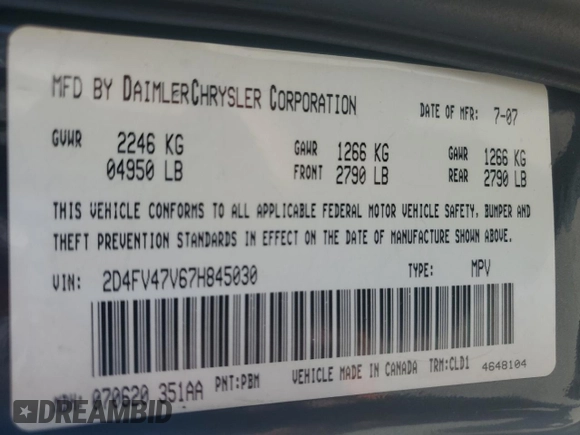 MFD BY DAIMLERCHRYSLER CORPORATION DATE OF MFR: 7-07
GVWR 2246 KG GAWR 1266 KG GAWR 1266 KG
04950 LB FRONT 2790 LB REAR 2790 LB
THIS VEHICLE CONFORMS TO ALL APPLICABLE FEDERAL MOTOR VEHICLE SAFETY, BUMPER AND
THEFT PREVENTION STANDARDS IN EFFECT ON THE DATE OF MANUFACTURE SHOWN ABOVE.
VIN: 2D4FV47V67H845030 TYPE: MPV
070620 351AA PNT:PBM VEHICLE MADE IN CANADA TRM:CLD1 4648104
DREAMBID.COM